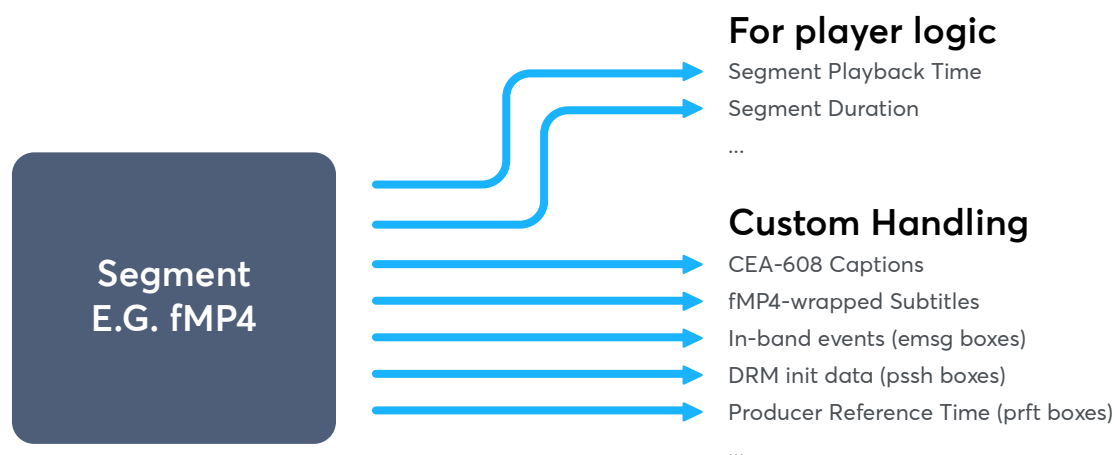 For player logic
Segment Playback Time
Segment Duration
...
Segment
E.G. fMP4
Custom Handling
CEA-608 Captions
fMP4-wrapped Subtitles
In-band events (emsg boxes)
DRM init data (pssh boxes)
Producer Reference Time (prft boxes)
...